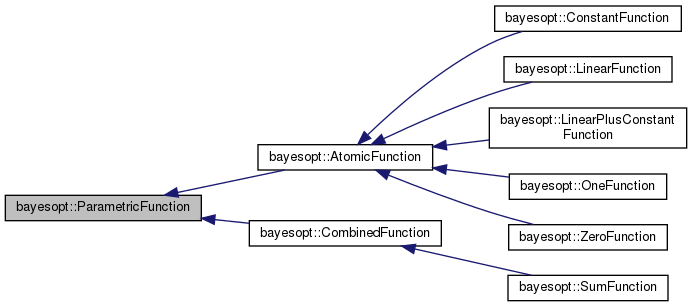 bayesopt::ConstantFunction
bayesopt::LinearFunction
bayesopt::LinearPlusConstant
Function
bayesopt::AtomicFunction
bayesopt::OneFunction
bayesopt::ParametricFunction
bayesopt::CombinedFunction
bayesopt::ZeroFunction
bayesopt::SumFunction